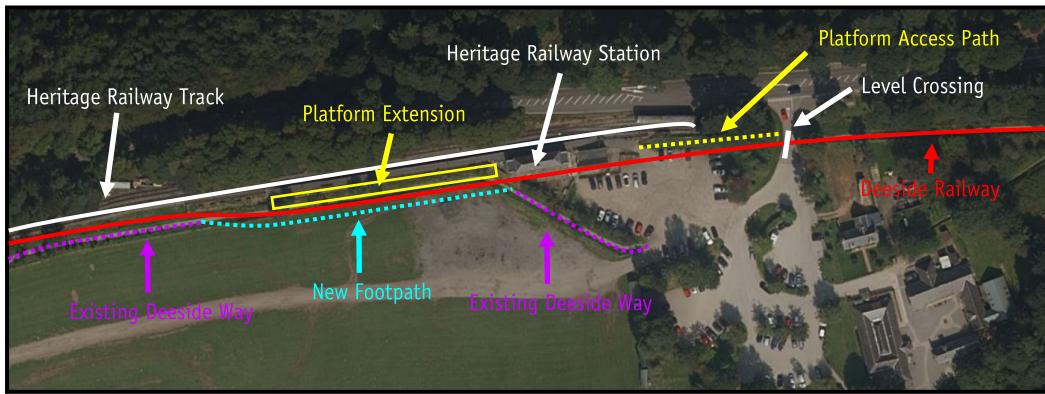 Platform Access Path
Heritage Railway Station
Level Crossing
Heritage Railway Track
Platform Extension
Deeside Railway
New Footpath
Existing Deeside Way
Existing Deeside Way